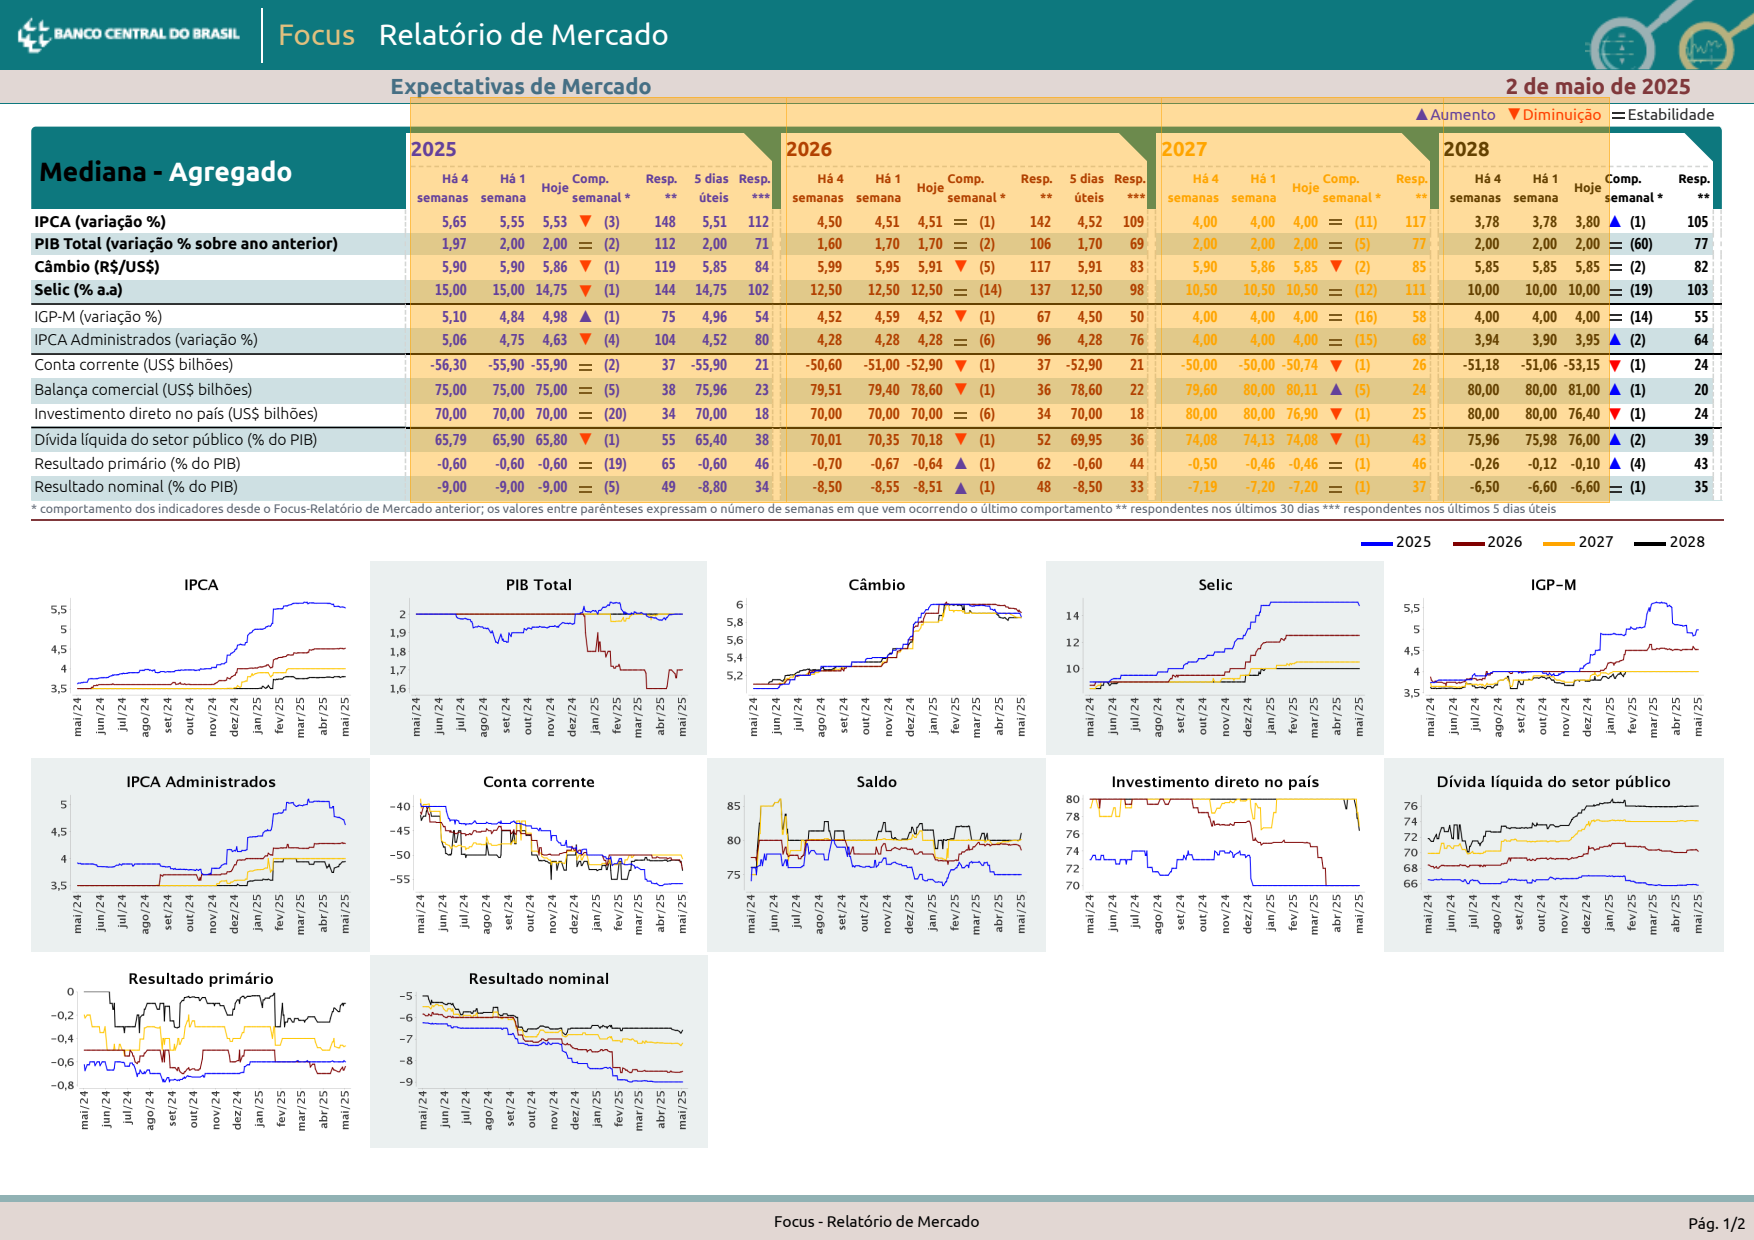 BANCO CENTRAL DO BRASIL
Focus Relatório de Mercado
Expectativas de Mercado 2 de maio de 2025
▲Aumento ▼Diminuição =Estabilidade
Mediana - Agregado
2025 2026 2027 2028
Há 4 semanas Há 1 semana Hoje Comp. semanal * Resp. ** 5 dias úteis Resp. *** Há 4 semanas Há 1 semana Hoje Comp. semanal * Resp. ** 5 dias úteis Resp. *** Há 4 semanas Há 1 semana Hoje Comp. semanal * Resp. ** Há 4 semanas Há 1 semana Hoje Comp. semanal * Resp. **
IPCA (variação %) 5,65 5,55 5,53 ▼ (3) 148 5,51 112 4,50 4,51 4,51 = (1) 142 4,52 109 4,00 4,00 4,00 = (11) 117 3,78 3,78 3,80 ▲ (1) 105
PIB Total (variação % sobre ano anterior) 1,97 2,00 2,00 = (2) 112 2,00 71 1,60 1,70 1,70 = (2) 106 1,70 69 2,00 2,00 2,00 = (5) 77 2,00 2,00 2,00 = (60) 77
Câmbio (R$/US$) 5,90 5,90 5,86 ▼ (1) 119 5,85 84 5,99 5,95 5,91 ▼ (5) 117 5,91 83 5,90 5,86 5,85 ▼ (2) 85 5,85 5,85 5,85 = (2) 82
Selic (% a.a) 15,00 15,00 14,75 ▼ (1) 144 14,75 102 12,50 12,50 12,50 = (14) 137 12,50 98 10,50 10,50 10,50 = (12) 111 10,00 10,00 10,00 = (19) 103
IGP-M (variação %) 5,10 4,84 4,98 ▲ (1) 75 4,96 54 4,52 4,59 4,52 ▼ (1) 67 4,50 50 4,00 4,00 4,00 = (16) 58 4,00 4,00 4,00 = (14) 55
IPCA Administrados (variação %) 5,06 4,75 4,63 ▼ (4) 104 4,52 80 4,28 4,28 4,28 = (6) 96 4,28 76 4,00 4,00 4,00 = (15) 68 3,94 3,90 3,95 ▲ (2) 64
Conta corrente (US$ bilhões) -56,30 -55,90 -55,90 = (2) 37 -55,90 21 -50,60 -51,00 -52,90 ▼ (1) 37 -52,90 21 -50,00 -50,00 -50,74 ▼ (1) 26 -51,18 -51,06 -53,15 ▼ (1) 24
Balança comercial (US$ bilhões) 75,00 75,00 75,00 = (5) 38 75,96 23 79,51 79,40 78,60 ▼ (1) 36 78,60 22 79,60 80,00 80,11 ▲ (5) 24 80,00 80,00 81,00 ▲ (1) 20
Investimento direto no país (US$ bilhões) 70,00 70,00 70,00 = (20) 34 70,00 18 70,00 70,00 70,00 = (6) 34 70,00 18 80,00 80,00 76,90 ▼ (1) 25 80,00 80,00 76,40 ▼ (1) 24
Dívida líquida do setor público (% do PIB) 65,79 65,90 65,80 ▼ (1) 55 65,40 38 70,01 70,35 70,18 ▼ (1) 52 69,95 36 74,08 74,13 74,08 ▼ (1) 43 75,96 75,98 76,00 ▲ (2) 39
Resultado primário (% do PIB) -0,60 -0,60 -0,60 = (19) 65 -0,60 46 -0,70 -0,67 -0,64 ▲ (1) 62 -0,60 44 -0,50 -0,46 -0,46 = (1) 46 -0,26 -0,12 -0,10 ▲ (4) 43
Resultado nominal (% do PIB) -9,00 -9,00 -9,00 = (5) 49 -8,80 34 -8,50 -8,55 -8,51 ▲ (1) 48 -8,50 33 -7,19 -7,20 -7,20 = (1) 37 -6,50 -6,60 -6,60 = (1) 35
* comportamento dos indicadores desde o Focus-Relatório de Mercado anterior; os valores entre parênteses expressam o número de semanas em que vem ocorrendo o último comportamento ** respondentes nos últimos 30 dias *** respondentes nos últimos 5 dias úteis
2025 2026 2027 2028
IPCA PIB Total Câmbio Selic IGP-M
5,5 5 4,5 4 3,5
2 1,9 1,8 1,7 1,6
6 5,8 5,6 5,4 5,2
14 12 10
5,5 5 4,5 4 3,5
mai/24 jun/24 jul/24 ago/24 set/24 out/24 nov/24 dez/24 jan/25 fev/25 mar/25 abr/25 mai/25
mai/24 jun/24 jul/24 ago/24 set/24 out/24 nov/24 dez/24 jan/25 fev/25 mar/25 abr/25 mai/25
mai/24 jun/24 jul/24 ago/24 set/24 out/24 nov/24 dez/24 jan/25 fev/25 mar/25 abr/25 mai/25
mai/24 jun/24 jul/24 ago/24 set/24 out/24 nov/24 dez/24 jan/25 fev/25 mar/25 abr/25 mai/25
mai/24 jun/24 jul/24 ago/24 set/24 out/24 nov/24 dez/24 jan/25 fev/25 mar/25 abr/25 mai/25
IPCA Administrados Conta corrente Saldo Investimento direto no país Dívida líquida do setor público
5 4,5 4 3,5
-40 -45 -50 -55
85 80 75
80 78 76 74 72 70
76 74 72 70 68 66
mai/24 jun/24 jul/24 ago/24 set/24 out/24 nov/24 dez/24 jan/25 fev/25 mar/25 abr/25 mai/25
mai/24 jun/24 jul/24 ago/24 set/24 out/24 nov/24 dez/24 jan/25 fev/25 mar/25 abr/25 mai/25
mai/24 jun/24 jul/24 ago/24 set/24 out/24 nov/24 dez/24 jan/25 fev/25 mar/25 abr/25 mai/25
mai/24 jun/24 jul/24 ago/24 set/24 out/24 nov/24 dez/24 jan/25 fev/25 mar/25 abr/25 mai/25
mai/24 jun/24 jul/24 ago/24 set/24 out/24 nov/24 dez/24 jan/25 fev/25 mar/25 abr/25 mai/25
Resultado primário Resultado nominal
0 -0,2 -0,4 -0,6 -0,8
-5 -6 -7 -8 -9
mai/24 jun/24 jul/24 ago/24 set/24 out/24 nov/24 dez/24 jan/25 fev/25 mar/25 abr/25 mai/25
mai/24 jun/24 jul/24 ago/24 set/24 out/24 nov/24 dez/24 jan/25 fev/25 mar/25 abr/25 mai/25
Focus - Relatório de Mercado
Pág. 1/2